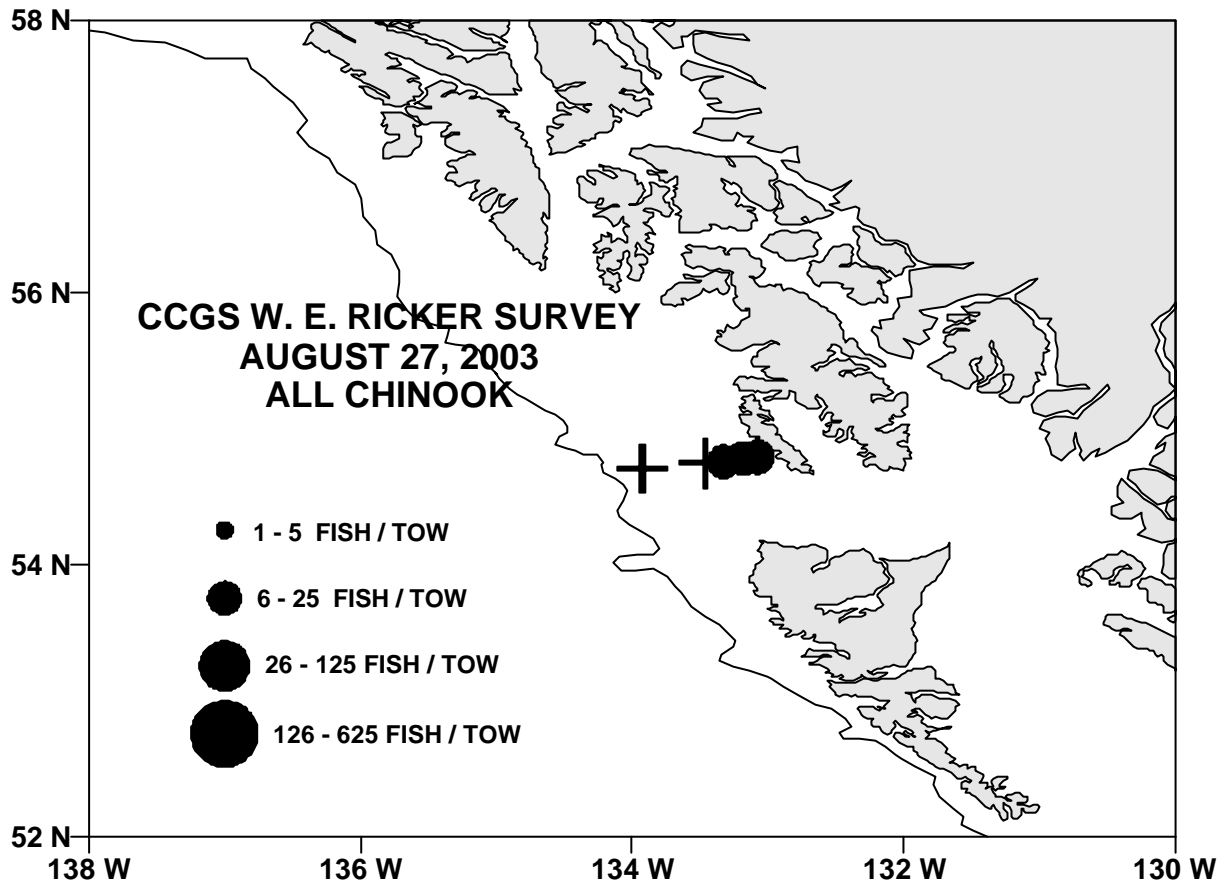 58 N
56 N
CCGS W. E. RICKER SURVEY
AUGUST 27, 2003
ALL CHINOOK
1 - 5 FISH / TOW
54 N
6 - 25 FISH / TOW
26 - 125 FISH / TOW
126 - 625 FISH / TOW
52 N
138 W
136 W
134 W
132 W
130 W